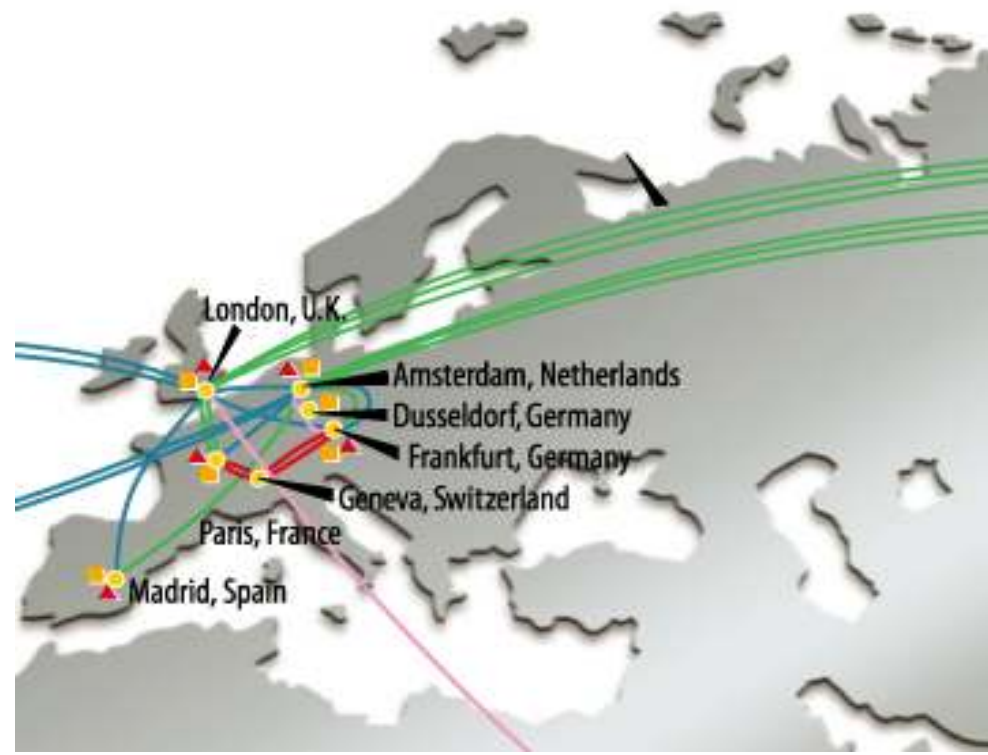 London, U.K.
Amsterdam, Netherlands
Dusseldorf, Germany
Frankfurt, Germany
Geneva, Switzerland
Paris, France
Madrid, Spain